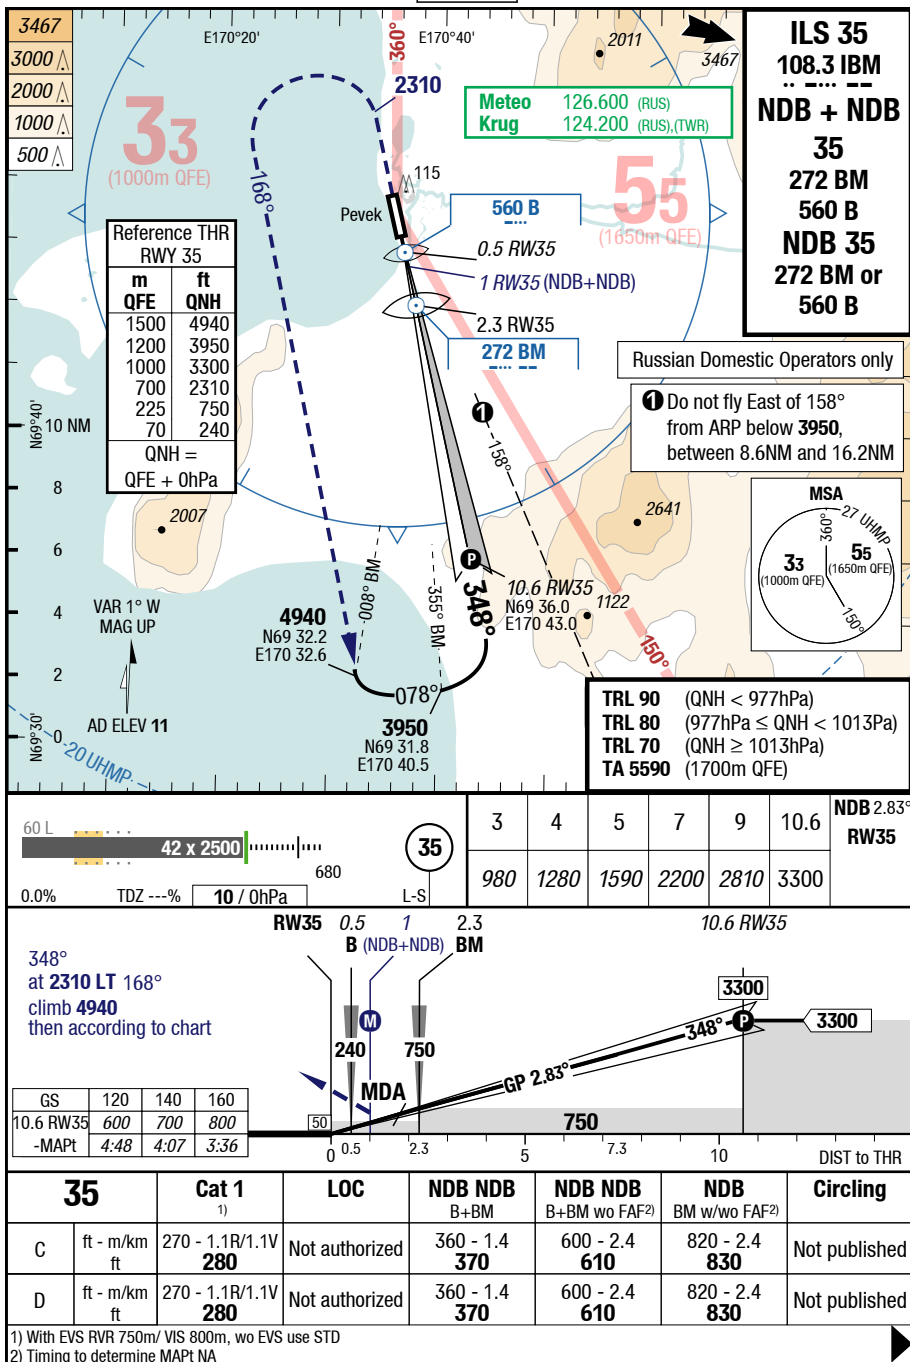 3467
3000
2000
1000
500
E170°20'
E170°40'
360°
2011
3467
2310
33
(1000m QFE)
Meteo 126.600 (RUS)
Krug 124.200 (RUS),(TWR)
ILS 35
108.3 IBM
NDB + NDB
35
272 BM
560 B
NDB 35
272 BM or
560 B
115
55
(1650m QFE)
168°
Pevek
560 B
0.5 RW35
1 RW35 (NDB+NDB)
2.3 RW35
272 BM
Reference THR
RWY 35
m ft
QFE QNH
1500 4940
1200 3950
1000 3300
700 2310
225 750
70 240
QNH =
QFE + 0hPa
Russian Domestic Operators only
1 Do not fly East of 158°
from ARP below 3950,
between 8.6NM and 16.2NM
N69°40'
10 NM
8
6
4
2
0
N69°30'
1
158°
2007
2641
MSA
27 UHMP
360°
33
(1000m QFE)
55
(1650m QFE)
150°
P
10.6 RW35
N69 36.0
E170 43.0
348°
1122
150°
008° BM
355° BM
4940
N69 32.2
E170 32.6
078°
3950
N69 31.8
E170 40.5
VAR 1° W
MAG UP
AD ELEV 11
20 UHMP
TRL 90 (QNH < 977hPa)
TRL 80 (977hPa ≤ QNH < 1013Pa)
TRL 70 (QNH ≥ 1013hPa)
TA 5590 (1700m QFE)
60 L
42 x 2500
680
35
0.0% TDZ ---% 10 / 0hPa L-S
3 4 5 7 9 10.6 NDB 2.83°
RW35
980 1280 1590 2200 2810 3300
RW35 0.5 1 2.3 10.6 RW35
B (NDB+NDB) BM
348°
at 2310 LT 168°
climb 4940
then according to chart
M
240 750
MDA
GP 2.83°
348°
3300
P
3300
50
750
GS 120 140 160
10.6 RW35 600 700 800
-MAPt 4:48 4:07 3:36
0 0.5 2.3 5 7.3 10 DIST to THR
35 Cat 1 1) LOC NDB NDB B+BM NDB NDB B+BM wo FAF2) NDB BM w/wo FAF2) Circling
C ft - m/km 270 - 1.1R/1.1V Not authorized 360 - 1.4 600 - 2.4 820 - 2.4 Not published
ft 280 370 610 830
D ft - m/km 270 - 1.1R/1.1V Not authorized 360 - 1.4 600 - 2.4 820 - 2.4 Not published
ft 280 370 610 830
1) With EVS RVR 750m/ VIS 800m, wo EVS use STD
2) Timing to determine MAPt NA